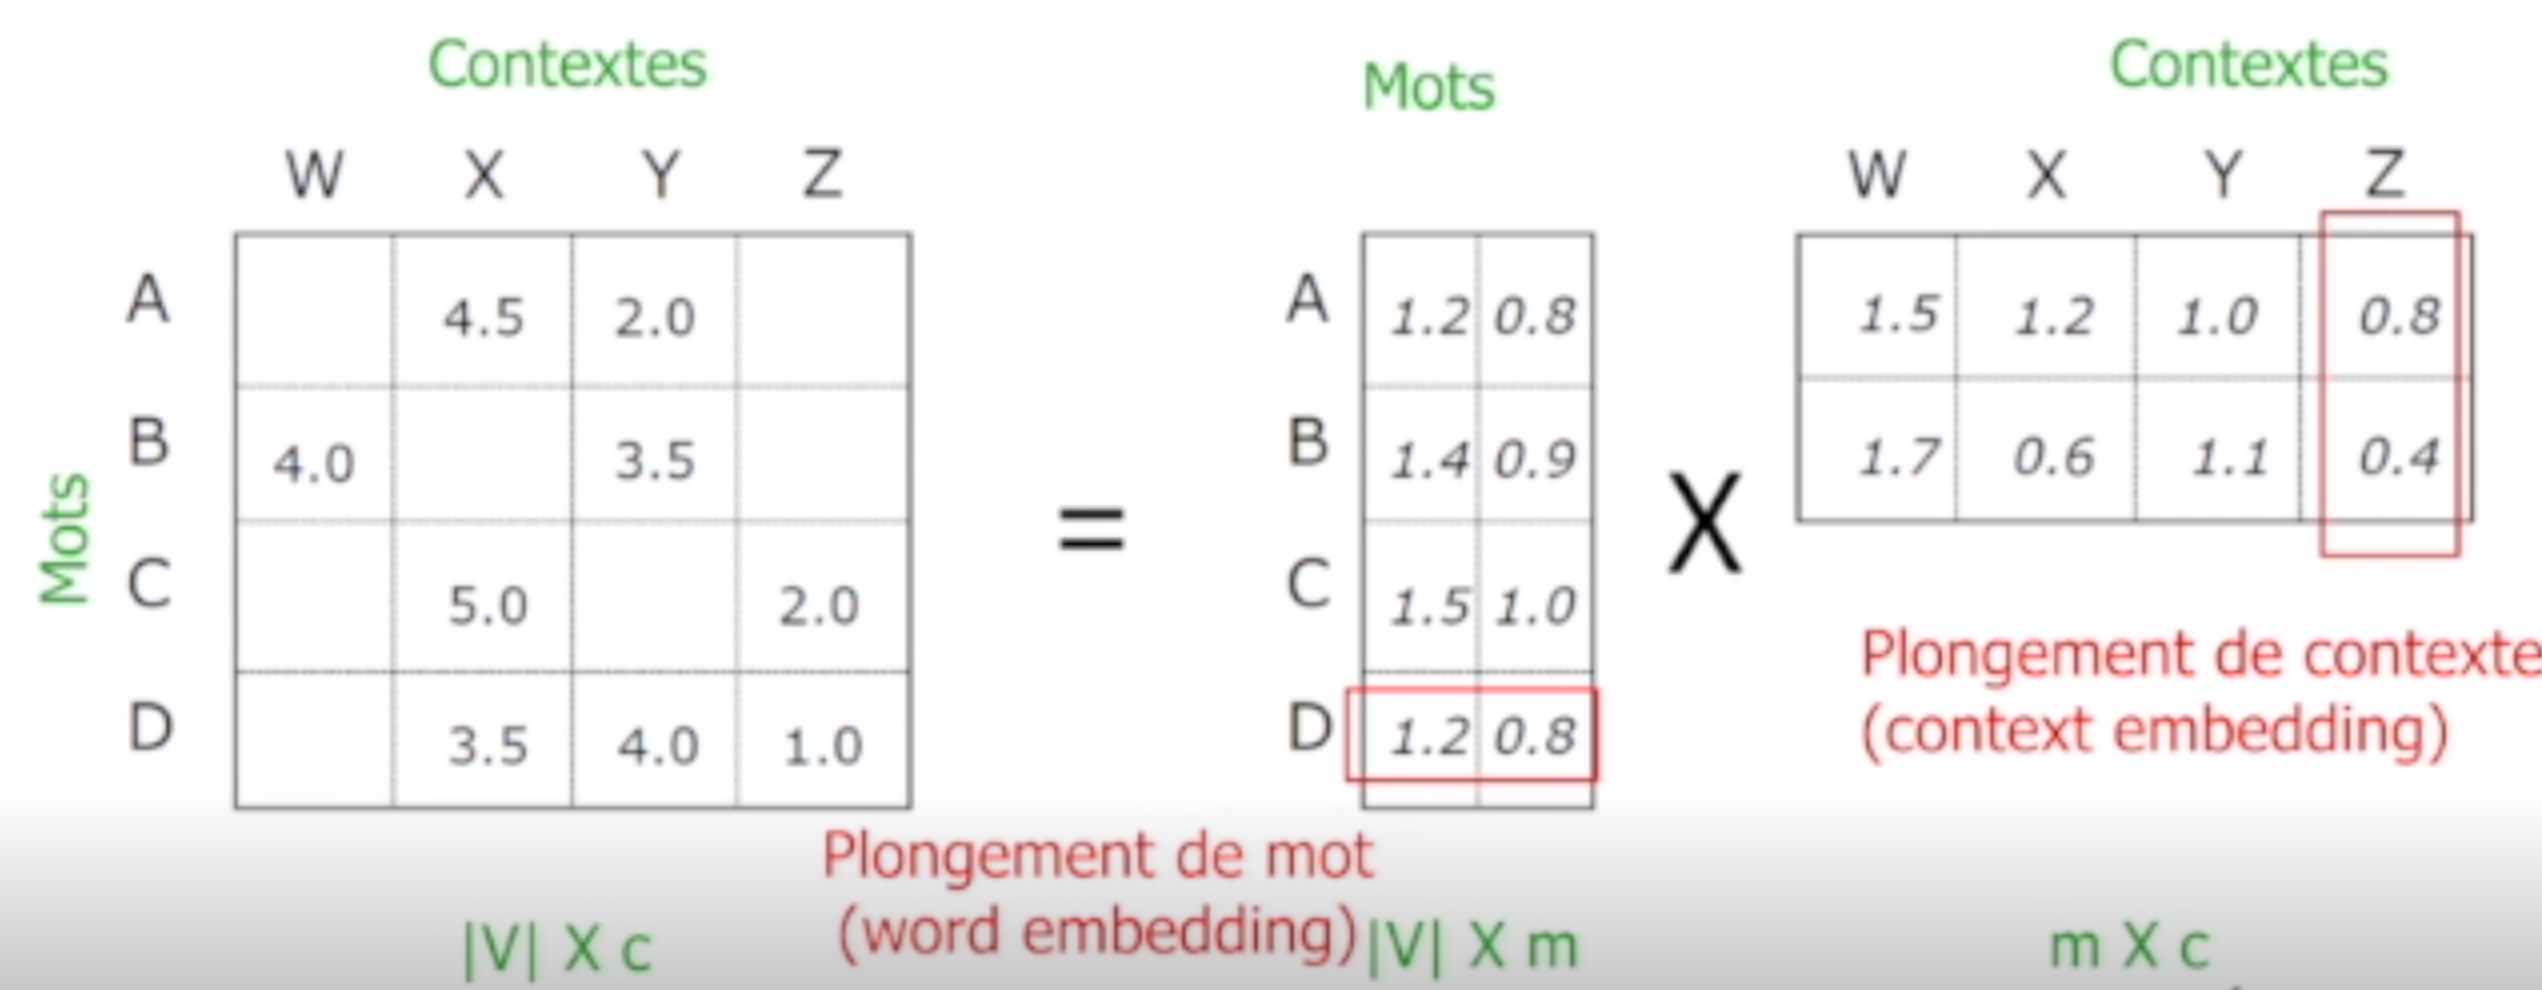 Contextes
Mots
Contextes
W X Y Z
W X Y Z
A 4.5 2.0
B 4.0 3.5
C 5.0 2.0
D 3.5 4.0 1.0
Mots
=
A 1.2 0.8
B 1.4 0.9
C 1.5 1.0
D 1.2 0.8
X
1.5 1.2 1.0 0.8
1.7 0.6 1.1 0.4
Plongement de contexte
(context embedding)
Plongement de mot
(word embedding)
|V| X c
|V| X m
m X c